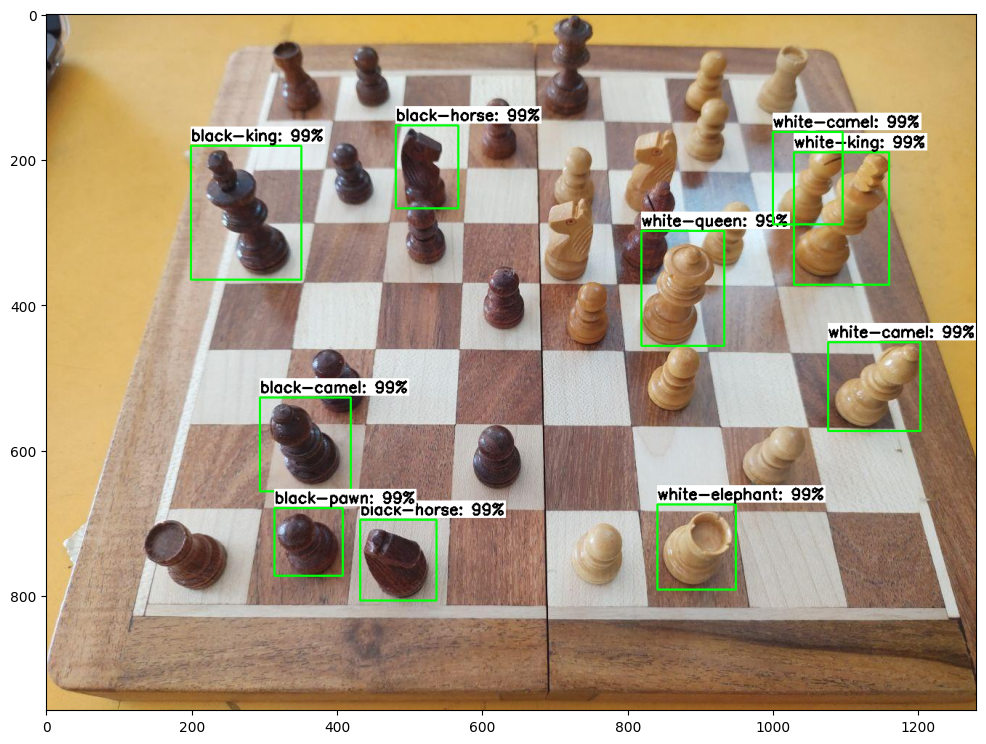 0
200
400
600
800
0
200
400
600
800
1000
1200
black-horse: 99%
white-camel: 99%
black-king: 99%
white-king: 99%
white-queen: 99%
white-camel: 99%
black-camel: 99%
black-pawn: 99%
white-elephant: 99%
black-horse: 99%